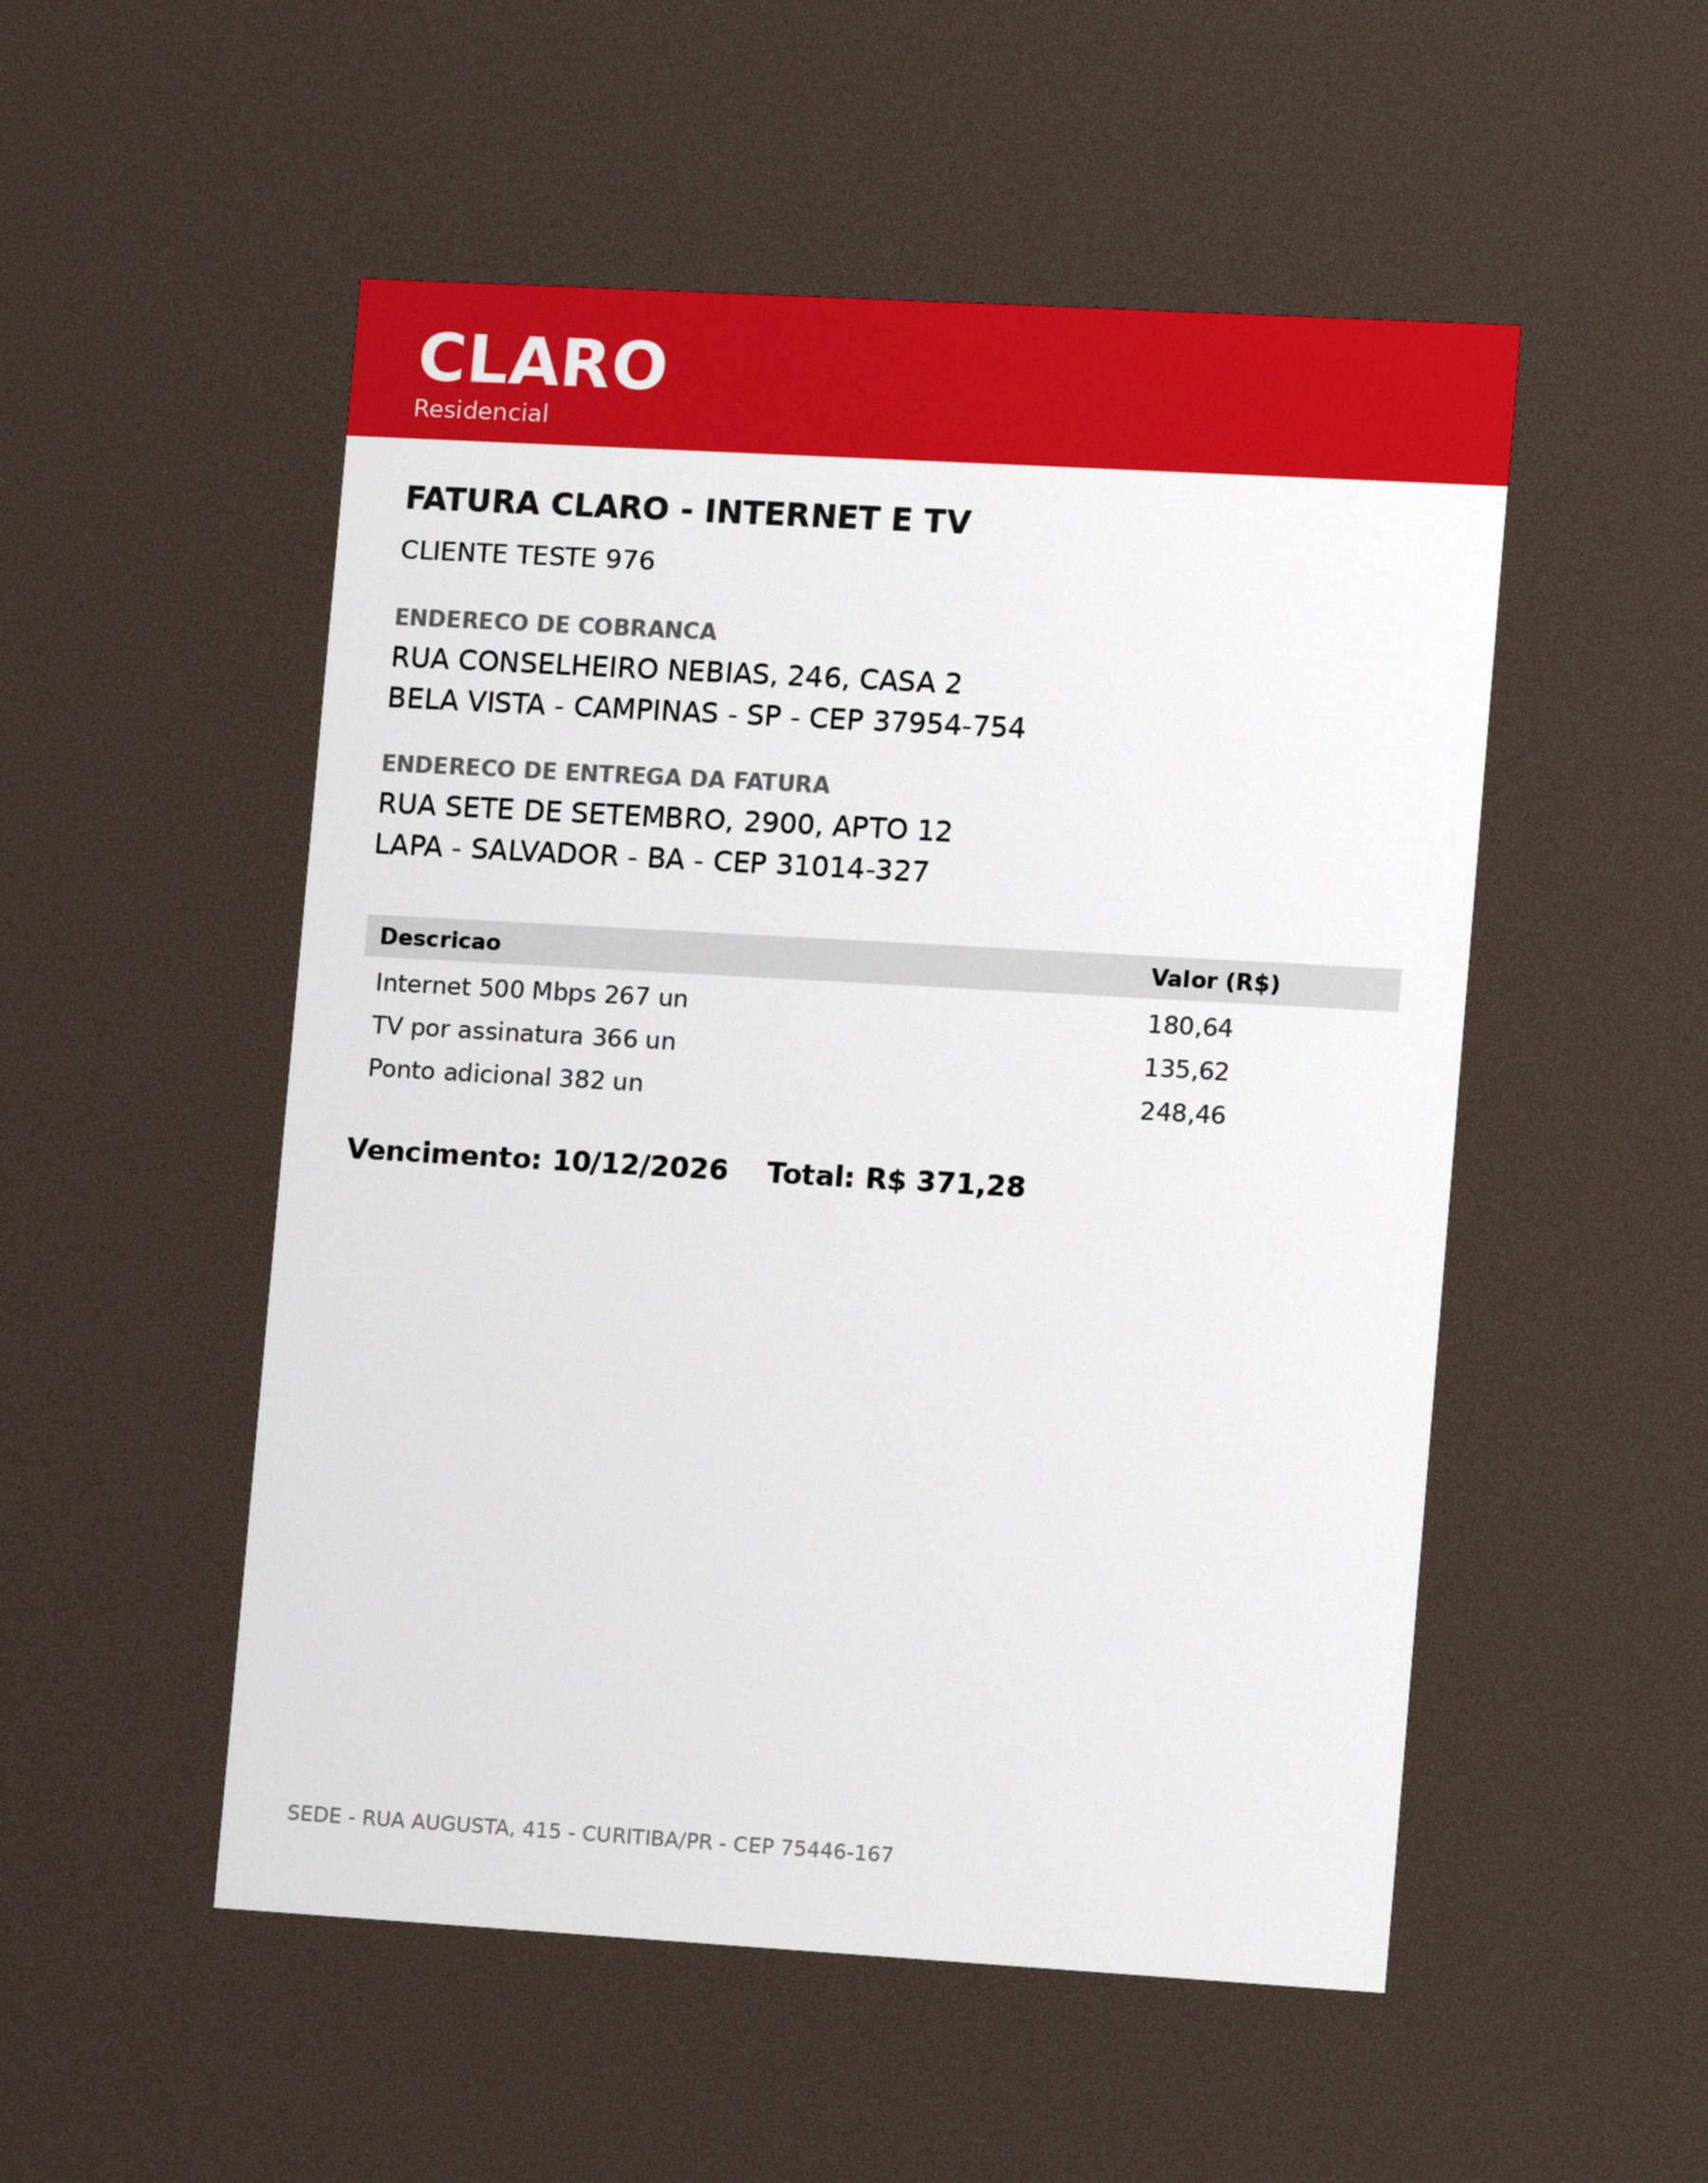 CLARO
Residencial
FATURA CLARO - INTERNET E TV
CLIENTE TESTE 976
ENDERECO DE COBRANCA
RUA CONSELHEIRO NEBIAS, 246, CASA 2
BELA VISTA - CAMPINAS - SP - CEP 37954-754
ENDERECO DE ENTREGA DA FATURA
RUA SETE DE SETEMBRO, 2900, APTO 12
LAPA - SALVADOR - BA - CEP 31014-327
Descricao Valor (R$)
Internet 500 Mbps 267 un 180,64
TV por assinatura 366 un 135,62
Ponto adicional 382 un 248,46
Vencimento: 10/12/2026 Total: R$ 371,28
SEDE - RUA AUGUSTA, 415 - CURITIBA/PR - CEP 75446-167